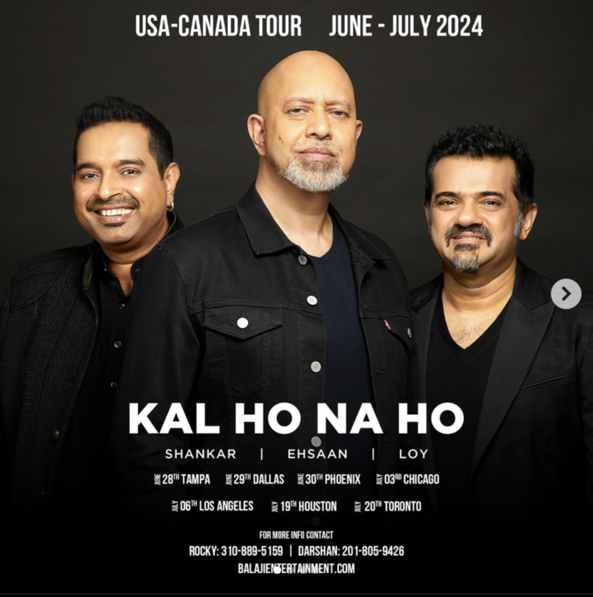 USA-CANADA TOUR JUNE - JULY 2024
KAL HO NA HO
SHANKAR | EHSAAN | LOY
JUNE 28TH TAMPA JUNE 29TH DALLAS JUNE 30TH PHOENIX JULY 03RD CHICAGO
JULY 06TH LOS ANGELES JULY 19TH HOUSTON JULY 20TH TORONTO
FOR MORE INFO CONTACT
ROCKY: 310-889-5159 | DARSHAN: 201-805-9426
BALAJIENTERTAINMENT.COM